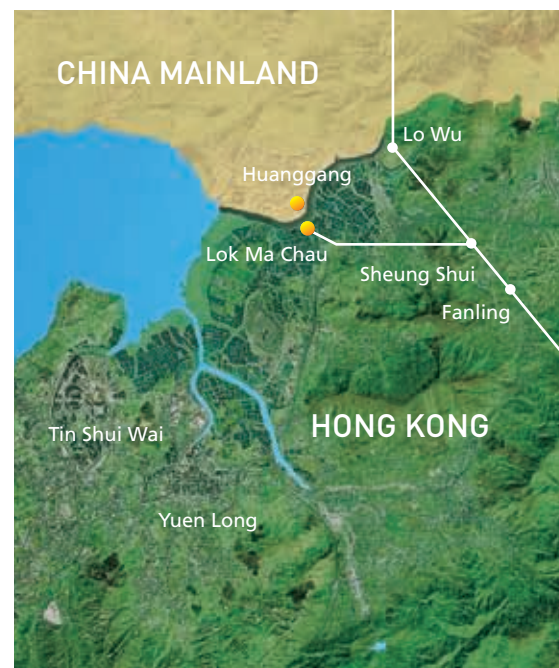 CHINA MAINLAND
Lo Wu
Huanggang
Lok Ma Chau
Sheung Shui
Fanling
Tin Shui Wai
HONG KONG
Yuen Long